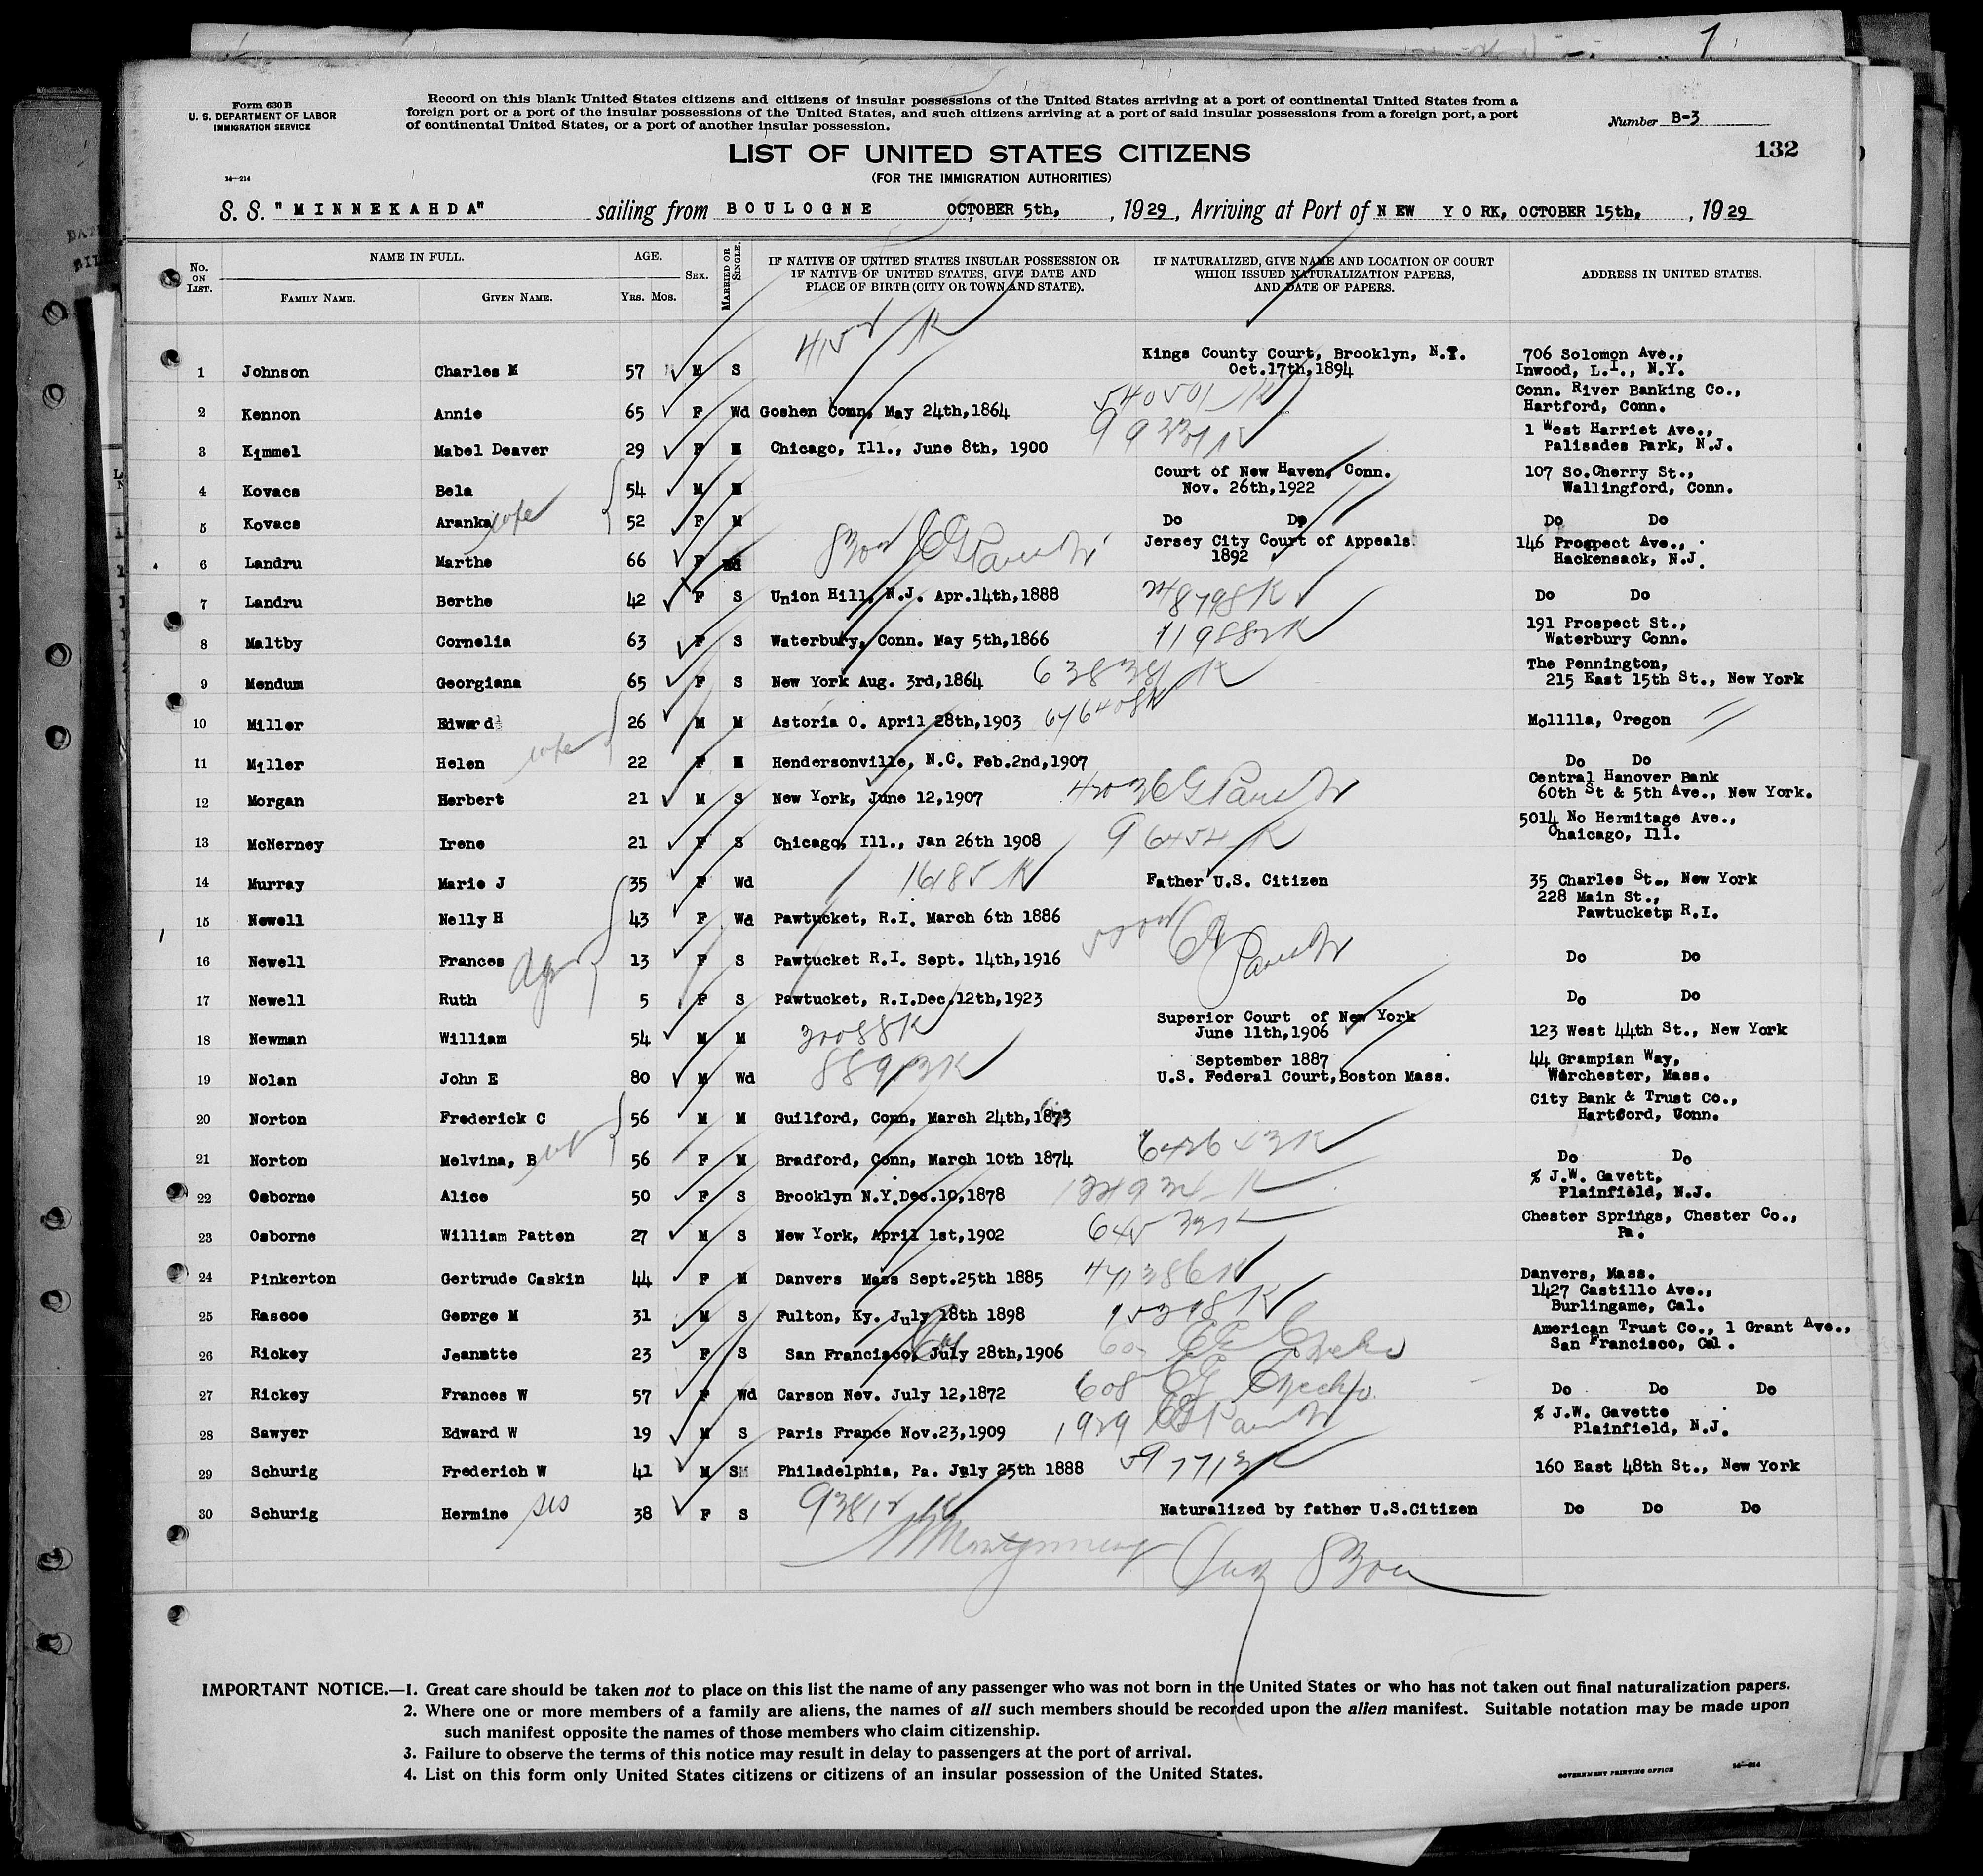 1
Form 630 B
U. S. DEPARTMENT OF LABOR
IMMIGRATION SERVICE
14—214
Record on this blank United States citizens and citizens of insular possessions of the United States arriving at a port of continental United States from a
foreign port or a port of the insular possessions of the United States, and such citizens arriving at a port of said insular possessions from a foreign port, a port
of continental United States, or a port of another insular possession.
Number B-3
132
LIST OF UNITED STATES CITIZENS
(FOR THE IMMIGRATION AUTHORITIES)
S. S. "MINNEKAHDA" sailing from BOULOGNE OCTOBER 5th, , 1929, Arriving at Port of NEW YORK, OCTOBER 15th, , 1929
No. ON LIST. NAME IN FULL. FAMILY NAME. GIVEN NAME. AGE. YRS. MOS. SEX. MARRIED OR SINGLE. IF NATIVE OF UNITED STATES INSULAR POSSESSION OR IF NATIVE OF UNITED STATES, GIVE DATE AND PLACE OF BIRTH (CITY OR TOWN AND STATE). IF NATURALIZED, GIVE NAME AND LOCATION OF COURT WHICH ISSUED NATURALIZATION PAPERS, AND DATE OF PAPERS. ADDRESS IN UNITED STATES.
1 Johnson Charles M 57 M S Kings County Court, Brooklyn, N.Y. Oct.17th,1894 706 Solomon Ave., Inwood, L.I., N.Y.
2 Kennon Annie 65 F Wd Goshen Conn, May 24th,1864 540501 K Conn. River Banking Co., Hartford, Conn.
3 Kimmel Mabel Deaver 29 F M Chicago, Ill., June 8th, 1900 1 West Harriet Ave., Palisades Park, N.J.
4 Kovacs Bela 54 M M Court of New Haven, Conn. Nov. 26th,1922 107 So.Cherry St., Wallingford, Conn.
5 Kovacs Aranka wife 52 F M Do Do Do Do
6 Landru Marthe 66 F Wd Jersey City Court of Appeals 1892 146 Prospect Ave., Hackensack, N.J.
7 Landru Berthe 42 F S Union Hill, N.J. Apr.14th,1888 Do Do
8 Maltby Cornelia 63 F S Waterbury, Conn. May 5th,1866 191 Prospect St., Waterbury Conn.
9 Mendum Georgiana 65 F S New York Aug. 3rd,1864 The Pennington, 215 East 15th St., New York
10 Miller Edward 26 M M Astoria O. April 28th,1903 Molllla, Oregon
11 Miller Helen wife 22 F M Hendersonville, N.C. Feb.2nd,1907 Do Do
12 Morgan Herbert 21 M S New York, June 12,1907 Central Hanover Bank 60th St & 5th Ave., New York.
13 McNerney Irene 21 F S Chicago, Ill., Jan 26th 1908 5014 No Hermitage Ave., Chaicago, Ill.
14 Murray Marie J 35 F Wd 16185 K Father U.S. Citizen 35 Charles St., New York
15 Newell Nelly H 43 F Wd Pawtucket, R.I. March 6th 1886 228 Main St., Pawtucket, R.I.
16 Newell Frances 13 F S Pawtucket R.I. Sept. 14th,1916 Do Do
17 Newell Ruth 5 F S Pawtucket, R.I.Dec.12th,1923 Do Do
18 Newman William 54 M M 30088K Superior Court of New York June 11th,1906 123 West 44th St., New York
19 Nolan John E 80 M Wd September 1887 U.S. Federal Court,Boston Mass. 44 Grampian Way, Worchester, Mass.
20 Norton Frederick C 56 M M Guilford, Conn, March 24th,1873 City Bank & Trust Co., Hartford, Conn.
21 Norton Melvina, B 56 F M Bradford, Conn, March 10th 1874 Do Do
22 Osborne Alice 50 F S Brooklyn N.Y.Dec.10,1878 % J.W. Gavett, Plainfield, N.J.
23 Osborne William Patten 27 M S New York, April 1st,1902 Chester Springs, Chester Co., Pa.
24 Pinkerton Gertrude Caskin 44 F M Danvers Mass Sept.25th 1885 471386K Danvers, Mass.
25 Rascoe George M 31 M S Fulton, Ky. July 18th 1898 1427 Castillo Ave., Burlingame, Cal.
26 Rickey Jeanette 23 F S San Francisco, Cal July 28th,1906 American Trust Co., 1 Grant Ave., San Francisco, Cal.
27 Rickey Frances W 57 F Wd Carson Nev. July 12,1872 Do Do Do
28 Sawyer Edward W 19 M S Paris France Nov.23,1909 % J.W. Gavette Plainfield, N.J.
29 Schurig Frederich W 41 M SM Philadelphia, Pa. July 25th 1888 160 East 48th St., New York
30 Schurig Hermine sis 38 F S Naturalized by father U.S.Citizen Do Do Do
IMPORTANT NOTICE.—1. Great care should be taken not to place on this list the name of any passenger who was not born in the United States or who has not taken out final naturalization papers.
2. Where one or more members of a family are aliens, the names of all such members should be recorded upon the alien manifest. Suitable notation may be made upon
such manifest opposite the names of those members who claim citizenship.
3. Failure to observe the terms of this notice may result in delay to passengers at the port of arrival.
4. List on this form only United States citizens or citizens of an insular possession of the United States.
GOVERNMENT PRINTING OFFICE
14—214